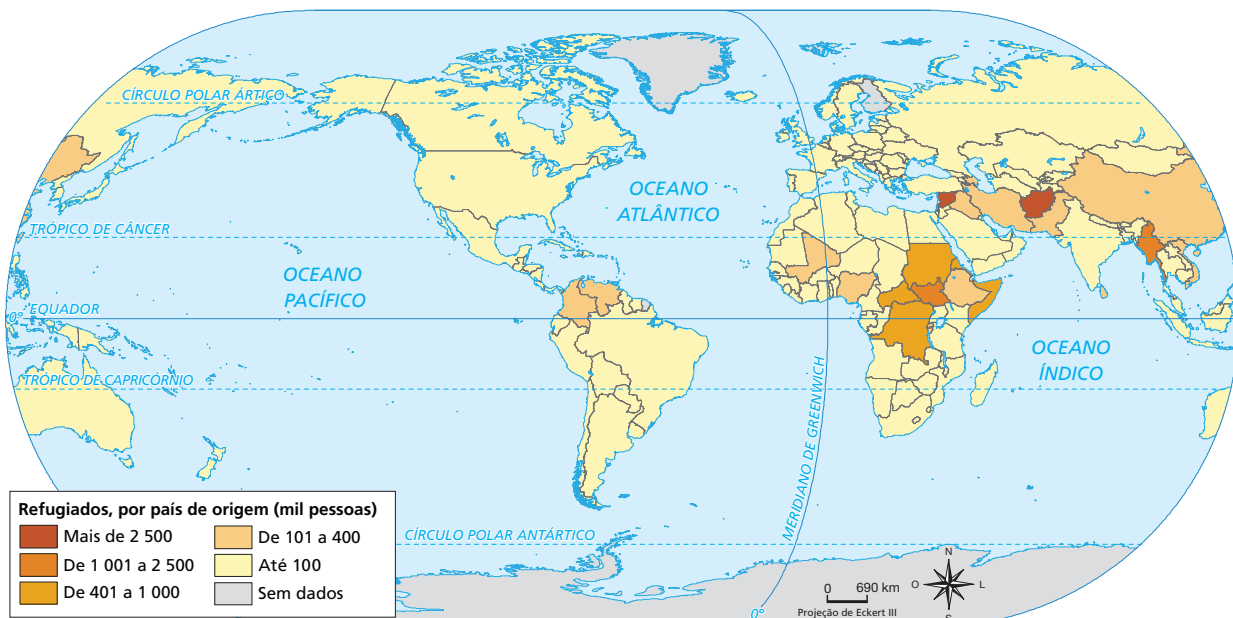 CÍRCULO POLAR ÁRTICO
OCEANO
ATLÂNTICO
TRÓPICO DE CÂNCER
OCEANO
PACÍFICO
EQUADOR
0°
OCEANO
ÍNDICO
TRÓPICO DE CAPRICÓRNIO
MERIDIANO DE GREENWICH
CÍRCULO POLAR ANTÁRTICO
Refugiados, por país de origem (mil pessoas)
Mais de 2 500
De 1 001 a 2 500
De 401 a 1 000
De 101 a 400
Até 100
Sem dados
0°
0 690 km
Projeção de Eckert III
N
O L
S